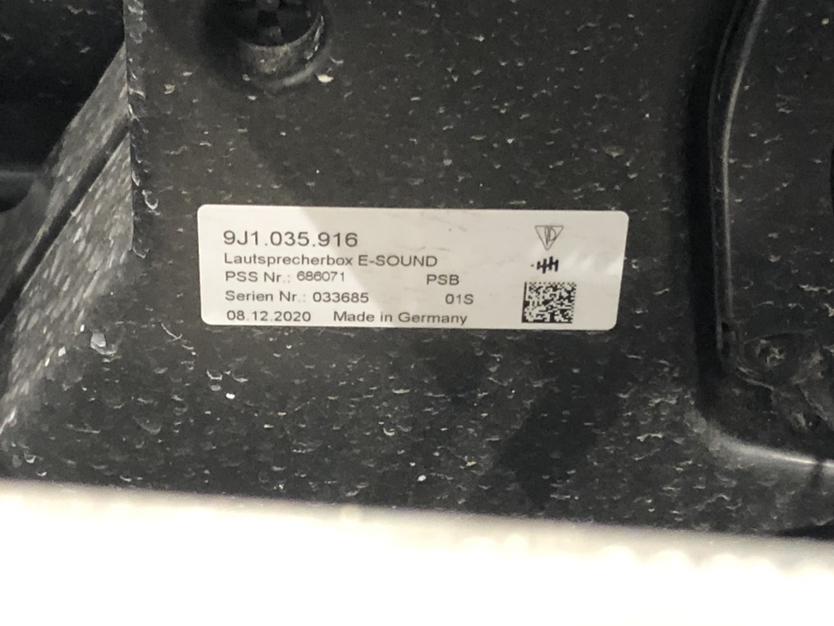 9J1.035.916
Lautsprecherbox E-SOUND
PSS Nr.: 686071 PSB
Serien Nr.: 033685 01S
08.12.2020 Made in Germany